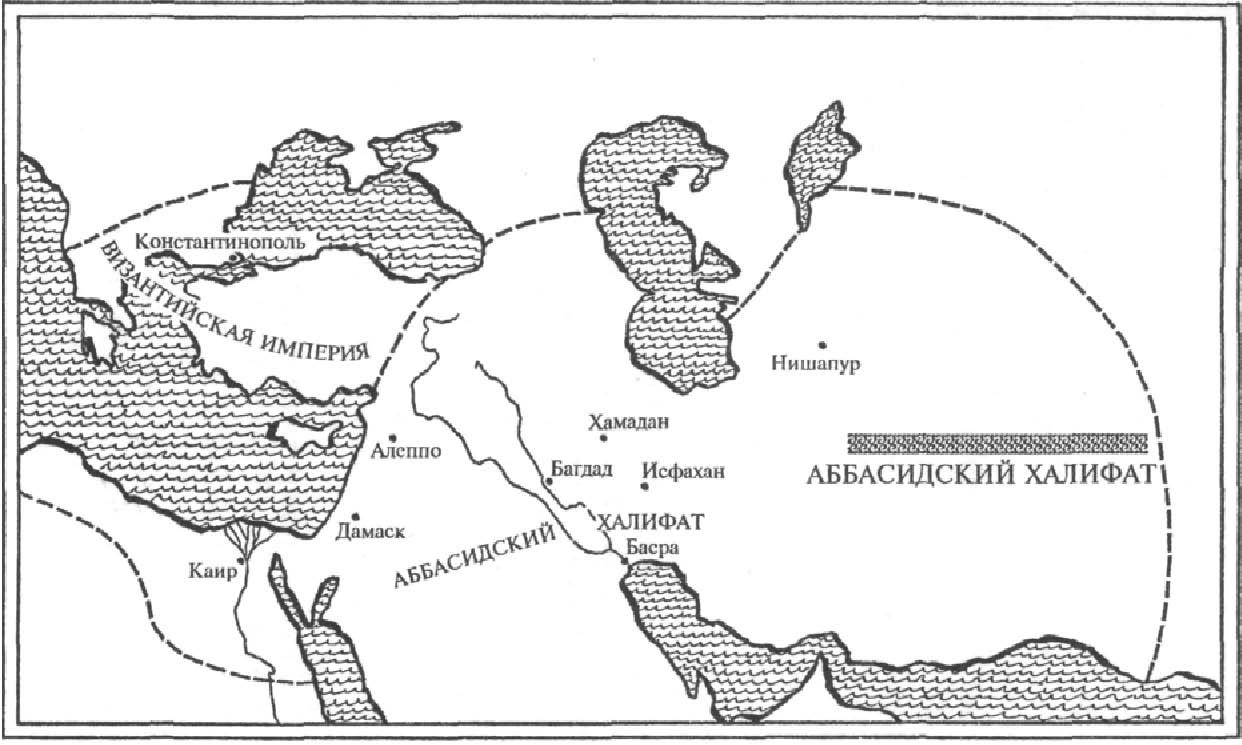 Константинополь
ВИЗАНТИЙСКАЯ ИМПЕРИЯ
Нишапур
Хамадан
Алеппо
Багдад
Исфахан
АББАСИДСКИЙ ХАЛИФАТ
Дамаск
АББАСИДСКИЙ
ХАЛИФАТ
Басра
Каир